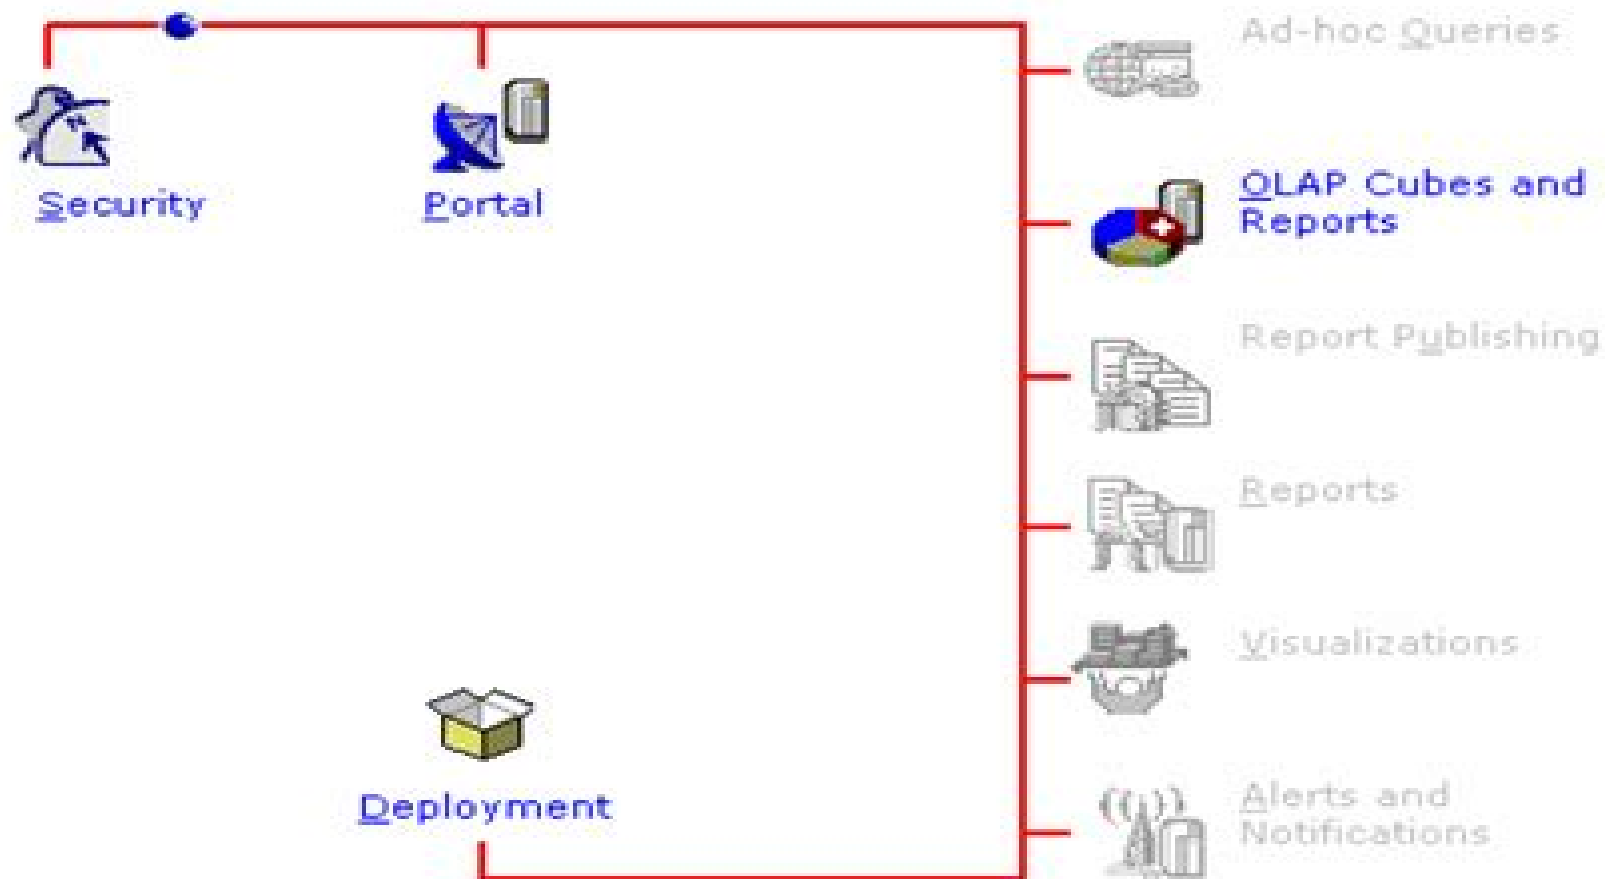 Ad-hoc Queries
Security
Portal
OLAP Cubes and
Reports
Report Publishing
Reports
Visualizations
Deployment
Alerts and
Notifications